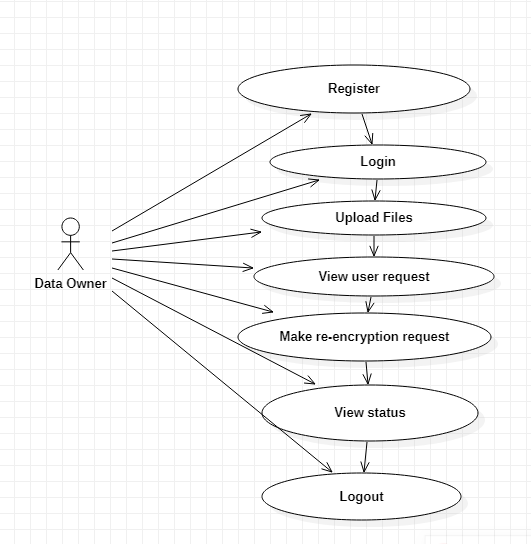 Register
Login
Upload Files
Data Owner
View user request
Make re-encryption request
View status
Logout